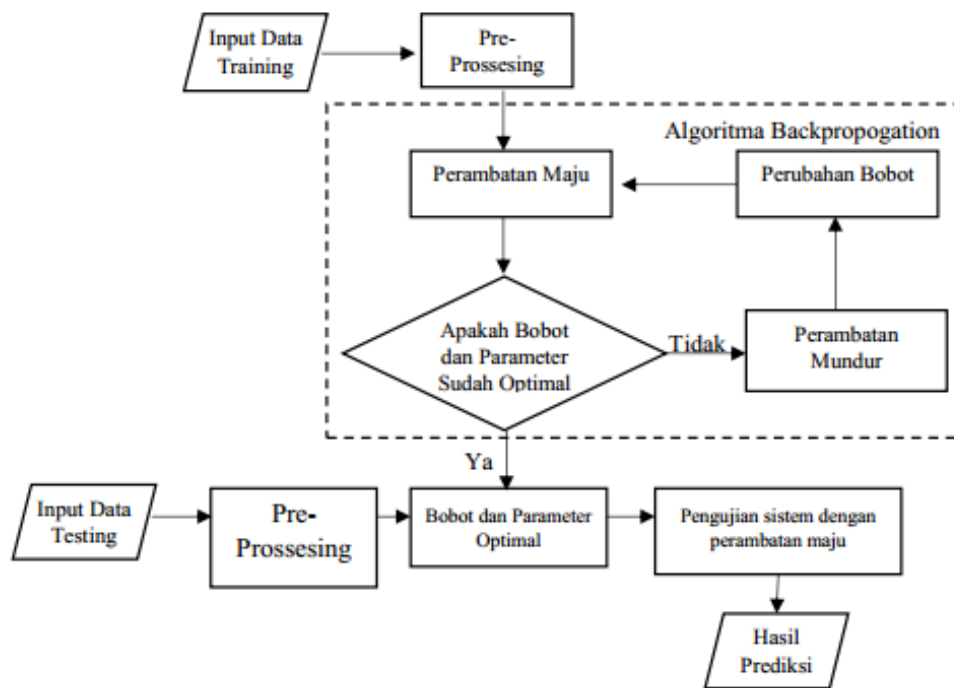 Input Data
Training
Pre-
Prossesing
Algoritma Backpropogation
Perambatan Maju
Perubahan Bobot
Apakah Bobot
dan Parameter
Sudah Optimal
Tidak
Perambatan
Mundur
Ya
Input Data
Testing
Pre-
Prossesing
Bobot dan Parameter
Optimal
Pengujian sistem dengan
perambatan maju
Hasil
Prediksi